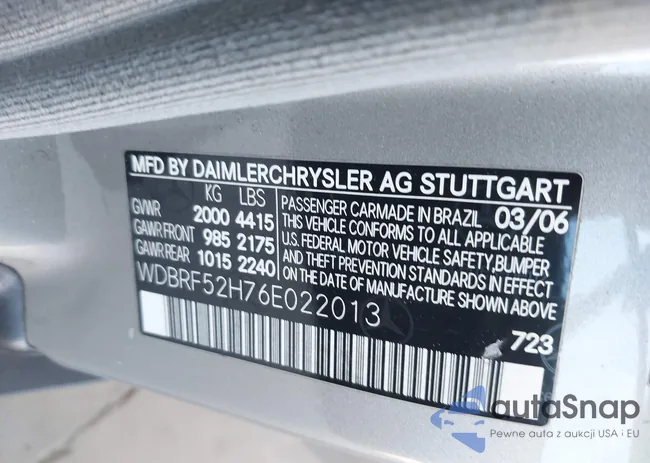 MFD BY DAIMLERCHRYSLER AG STUTTGART
KG LBS
GVWR 2000 4415
GAWR FRONT 985 2175
GAWR REAR 1015 2240
PASSENGER CARMADE IN BRAZIL 03/06
THIS VEHICLE CONFORMS TO ALL APPLICABLE
U.S. FEDERAL MOTOR VEHICLE SAFETY, BUMPER
AND THEFT PREVENTION STANDARDS IN EFFECT
ON THE DATE OF MANUFACTURE SHOWN ABOVE
WDBRF52H76E022013
723
autaSnap
Pewne auta z aukcji USA i EU